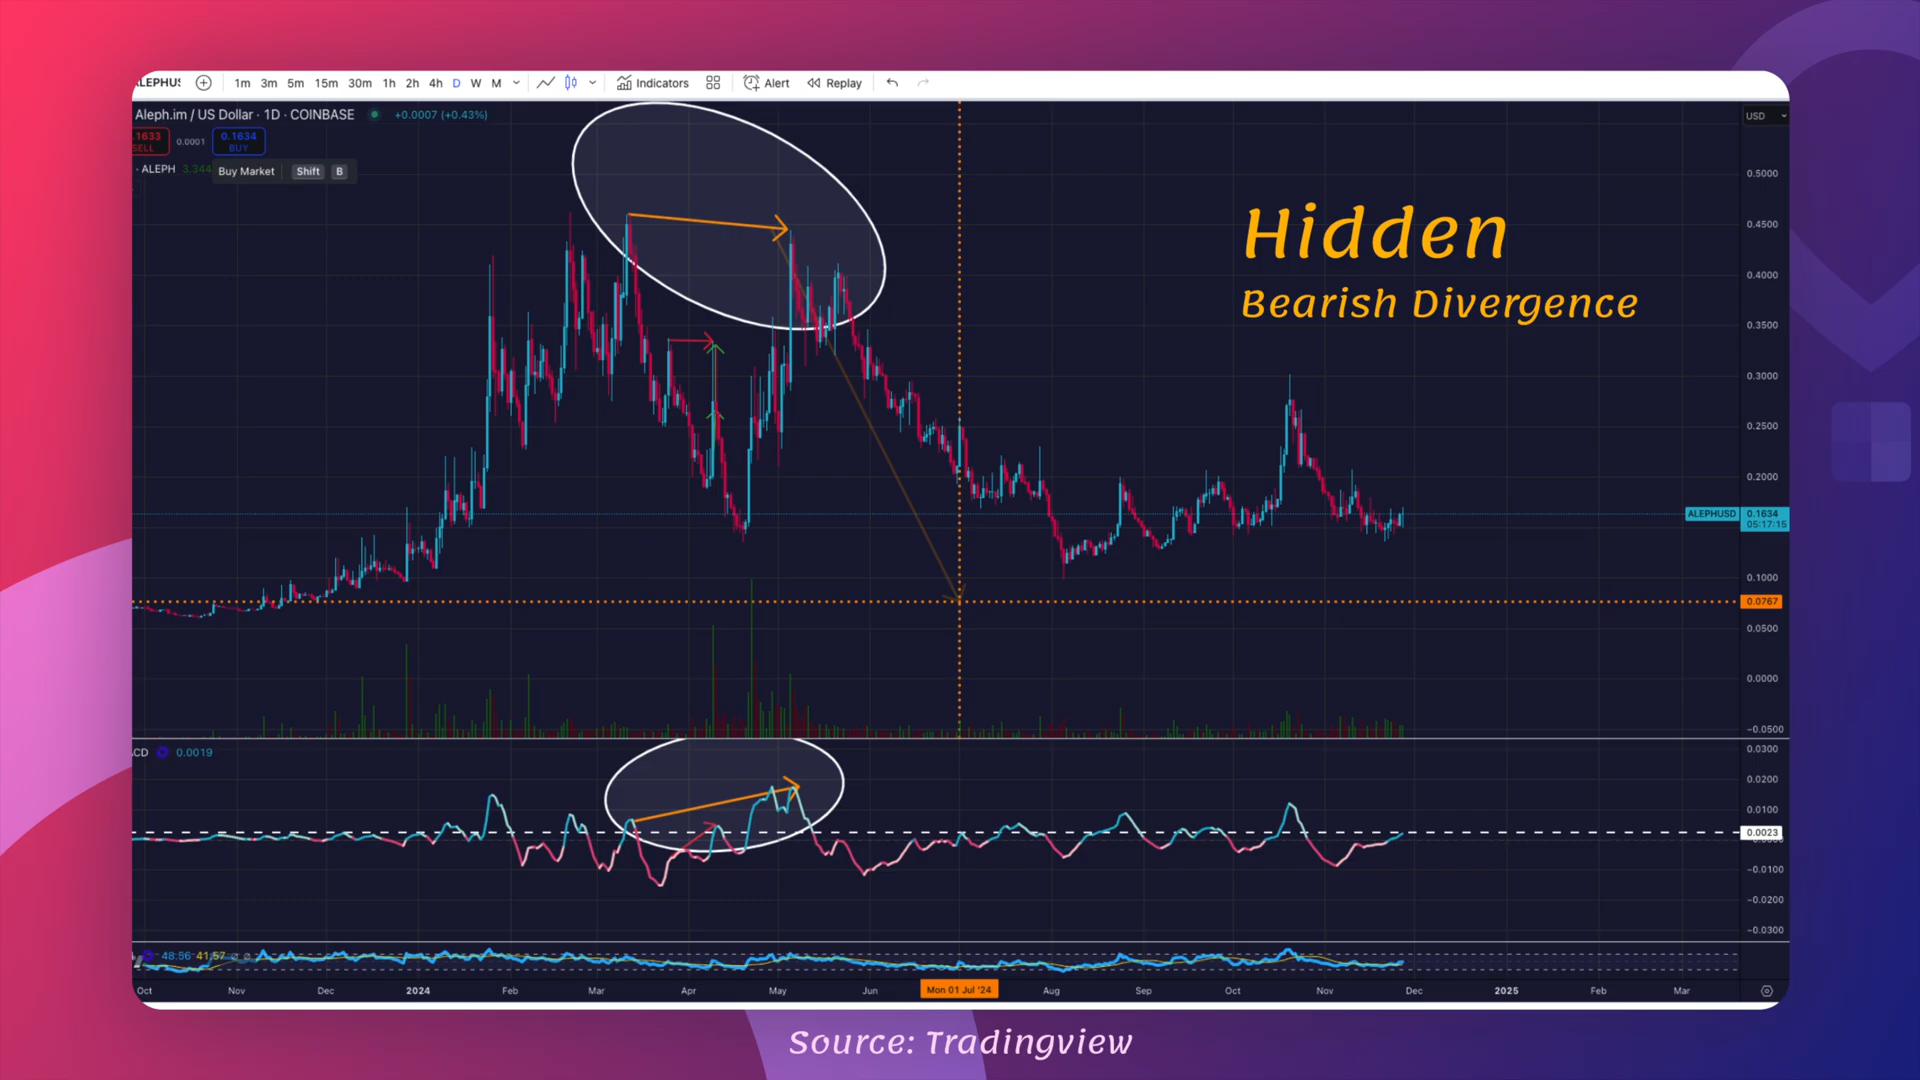 LEPHUS 1m 3m 5m 15m 30m 1h 2h 4h D W M Indicators Alert Replay
Aleph.im / US Dollar · 1D · COINBASE +0.0007 (+0.43%) USD
.1633 0.0001 0.1634
SELL BUY
· ALEPH 3.344 Buy Market Shift B
0.5000
Hidden
0.4500
0.4000
Bearish Divergence
0.3500
0.3000
0.2500
0.2000
ALEPHUSD 0.1634
05:17:15
0.1000
0.0767
0.0500
0.0000
−0.0500
CD 0.0019 0.0300
0.0200
0.0100
0.0023
−0.0100
−0.0200
−0.0300
48.56 41.57
Oct Nov Dec 2024 Feb Mar Apr May Jun Mon 01 Jul '24 Aug Sep Oct Nov Dec 2025 Feb Mar
Source: Tradingview